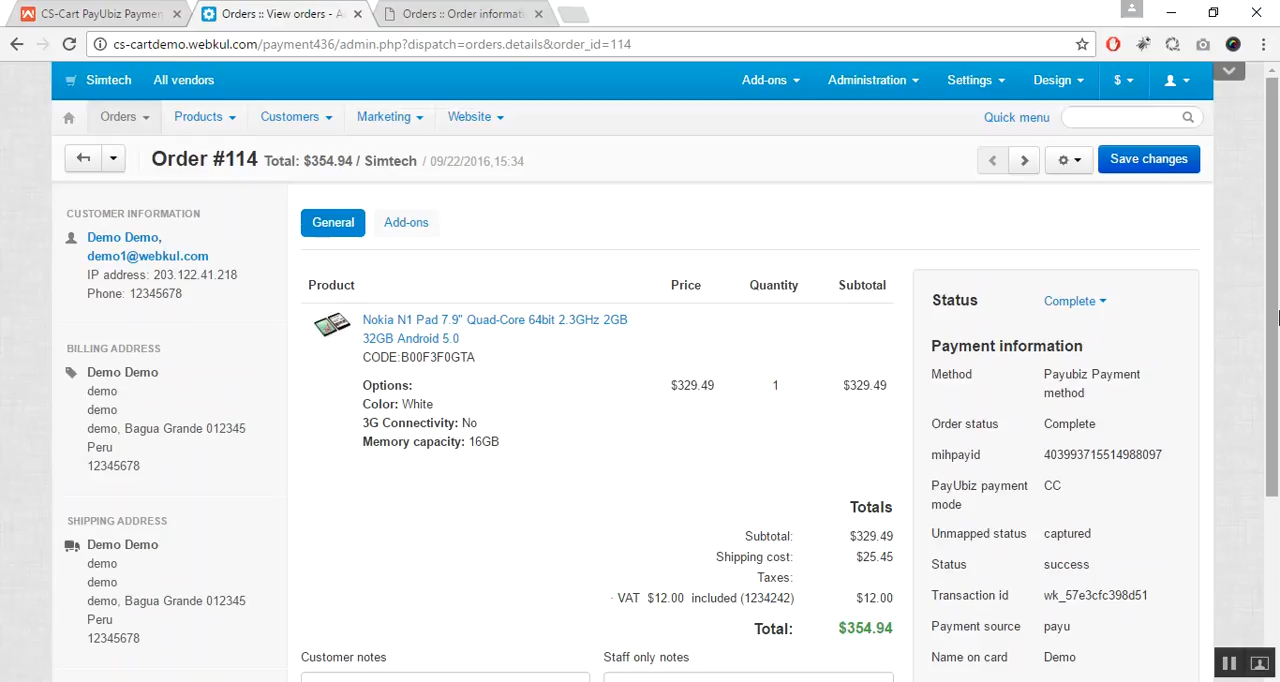 CS-Cart PayUbiz Paymen
Orders :: View orders - A
Orders :: Order informati
cs-cartdemo.webkul.com/payment436/admin.php?dispatch=orders.details&order_id=114
Simtech
All vendors
Add-ons
Administration
Settings
Design
$
Orders
Products
Customers
Marketing
Website
Quick menu
Order #114 Total: $354.94 / Simtech / 09/22/2016,15:34
Save changes
CUSTOMER INFORMATION
Demo Demo,
demo1@webkul.com
IP address: 203.122.41.218
Phone: 12345678
BILLING ADDRESS
Demo Demo
demo
demo
demo, Bagua Grande 012345
Peru
12345678
SHIPPING ADDRESS
Demo Demo
demo
demo
demo, Bagua Grande 012345
Peru
12345678
General
Add-ons
Product Price Quantity Subtotal
Nokia N1 Pad 7.9" Quad-Core 64bit 2.3GHz 2GB
32GB Android 5.0
CODE:B00F3F0GTA
Options: $329.49 1 $329.49
Color: White
3G Connectivity: No
Memory capacity: 16GB
Totals
Subtotal: $329.49
Shipping cost: $25.45
Taxes:
· VAT $12.00 included (1234242) $12.00
Total: $354.94
Customer notes
Staff only notes
Status Complete
Payment information
Method Payubiz Payment
method
Order status Complete
mihpayid 403993715514988097
PayUbiz payment CC
mode
Unmapped status captured
Status success
Transaction id wk_57e3cfc398d51
Payment source payu
Name on card Demo